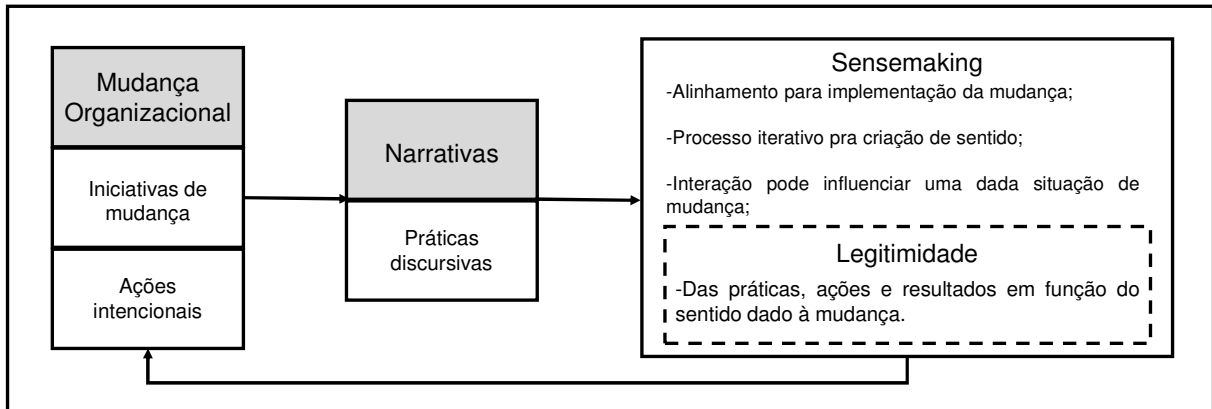 Mudança
Organizacional
Iniciativas de
mudança
Ações
intencionais
Narrativas
Práticas
discursivas
Sensemaking
-Alinhamento para implementação da mudança;
-Processo iterativo pra criação de sentido;
-Interação pode influenciar uma dada situação de
mudança;
Legitimidade
-Das práticas, ações e resultados em função do
sentido dado à mudança.